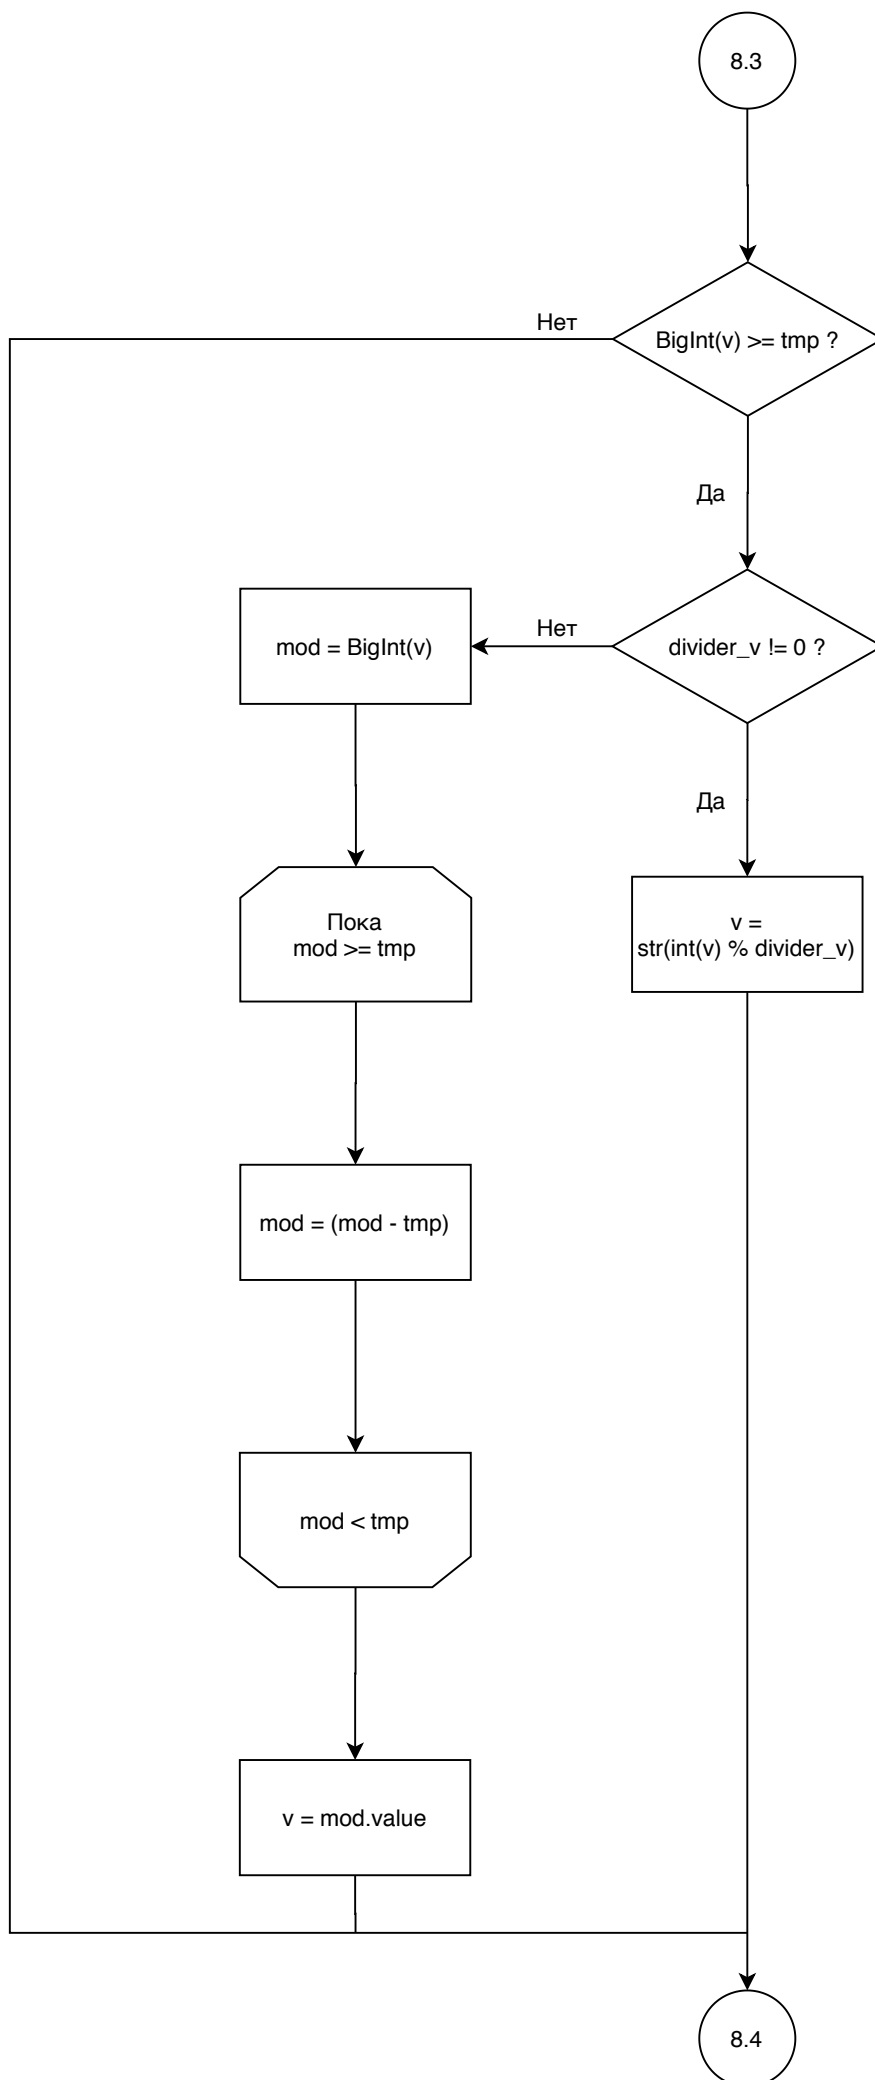 8.3
Нет
BigInt(v) >= tmp ?
Да
mod = BigInt(v)
Нет
divider_v != 0 ?
Да
Пока
mod >= tmp
v =
str(int(v) % divider_v)
mod = (mod - tmp)
mod < tmp
v = mod.value
8.4